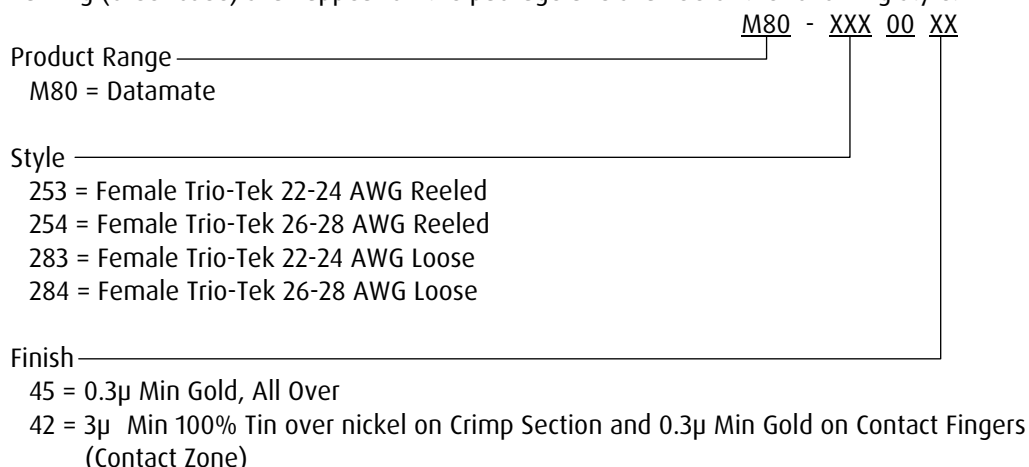 M80 - XXX 00 XX
Product Range
M80 = Datamate
Style
253 = Female Trio-Tek 22-24 AWG Reeled
254 = Female Trio-Tek 26-28 AWG Reeled
283 = Female Trio-Tek 22-24 AWG Loose
284 = Female Trio-Tek 26-28 AWG Loose
Finish
45 = 0.3µ Min Gold, All Over
42 = 3µ Min 100% Tin over nickel on Crimp Section and 0.3µ Min Gold on Contact Fingers
(Contact Zone)